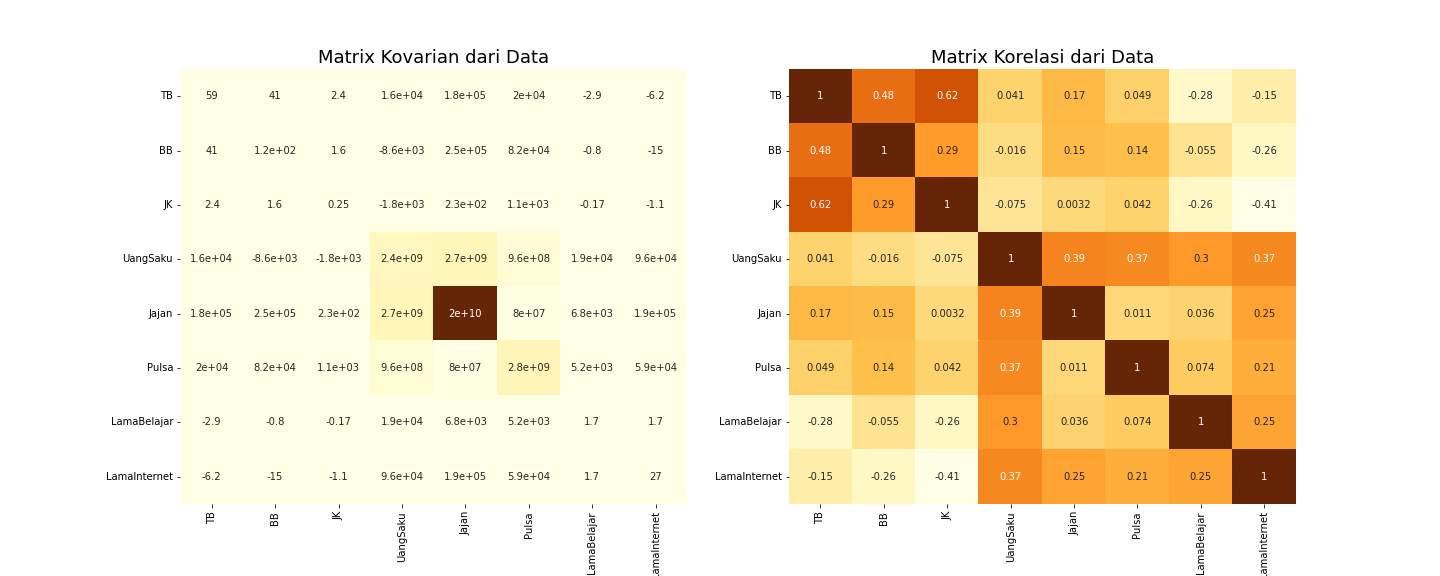 Matrix Kovarian dari Data
TB 59 41 2.4 1.6e+04 1.8e+05 2e+04 -2.9 -6.2
BB 41 1.2e+02 1.6 -8.6e+03 2.5e+05 8.2e+04 -0.8 -15
JK 2.4 1.6 0.25 -1.8e+03 2.3e+02 1.1e+03 -0.17 -1.1
UangSaku 1.6e+04 -8.6e+03 -1.8e+03 2.4e+09 2.7e+09 9.6e+08 1.9e+04 9.6e+04
Jajan 1.8e+05 2.5e+05 2.3e+02 2.7e+09 2e+10 8e+07 6.8e+03 1.9e+05
Pulsa 2e+04 8.2e+04 1.1e+03 9.6e+08 8e+07 2.8e+09 5.2e+03 5.9e+04
LamaBelajar -2.9 -0.8 -0.17 1.9e+04 6.8e+03 5.2e+03 1.7 1.7
LamaInternet -6.2 -15 -1.1 9.6e+04 1.9e+05 5.9e+04 1.7 27
TB BB JK UangSaku Jajan Pulsa LamaBelajar amaInternet
Matrix Korelasi dari Data
TB 1 0.48 0.62 0.041 0.17 0.049 -0.28 -0.15
BB 0.48 1 0.29 -0.016 0.15 0.14 -0.055 -0.26
JK 0.62 0.29 1 -0.075 0.0032 0.042 -0.26 -0.41
UangSaku 0.041 -0.016 -0.075 1 0.39 0.37 0.3 0.37
Jajan 0.17 0.15 0.0032 0.39 1 0.011 0.036 0.25
Pulsa 0.049 0.14 0.042 0.37 0.011 1 0.074 0.21
LamaBelajar -0.28 -0.055 -0.26 0.3 0.036 0.074 1 0.25
LamaInternet -0.15 -0.26 -0.41 0.37 0.25 0.21 0.25 1
TB BB JK UangSaku Jajan Pulsa LamaBelajar amaInternet